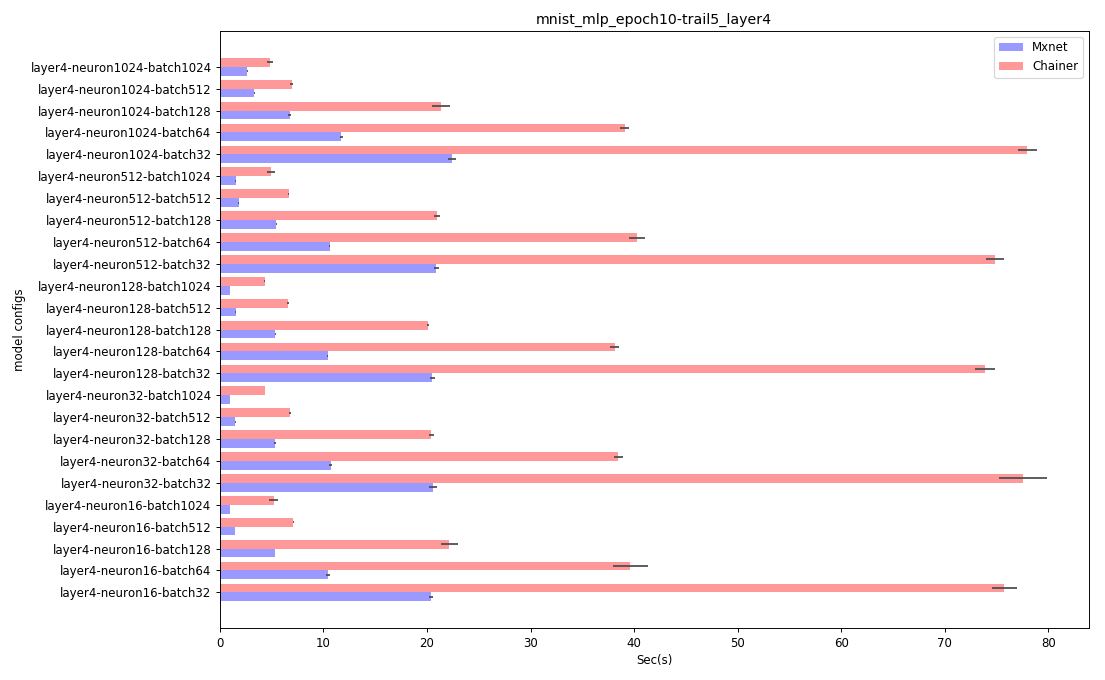 mnist_mlp_epoch10-trail5_layer4
Mxnet
Chainer
layer4-neuron1024-batch1024
layer4-neuron1024-batch512
layer4-neuron1024-batch128
layer4-neuron1024-batch64
layer4-neuron1024-batch32
layer4-neuron512-batch1024
layer4-neuron512-batch512
layer4-neuron512-batch128
layer4-neuron512-batch64
layer4-neuron512-batch32
layer4-neuron128-batch1024
layer4-neuron128-batch512
layer4-neuron128-batch128
layer4-neuron128-batch64
layer4-neuron128-batch32
layer4-neuron32-batch1024
layer4-neuron32-batch512
layer4-neuron32-batch128
layer4-neuron32-batch64
layer4-neuron32-batch32
layer4-neuron16-batch1024
layer4-neuron16-batch512
layer4-neuron16-batch128
layer4-neuron16-batch64
layer4-neuron16-batch32
model configs
0 10 20 30 40 50 60 70 80
Sec(s)